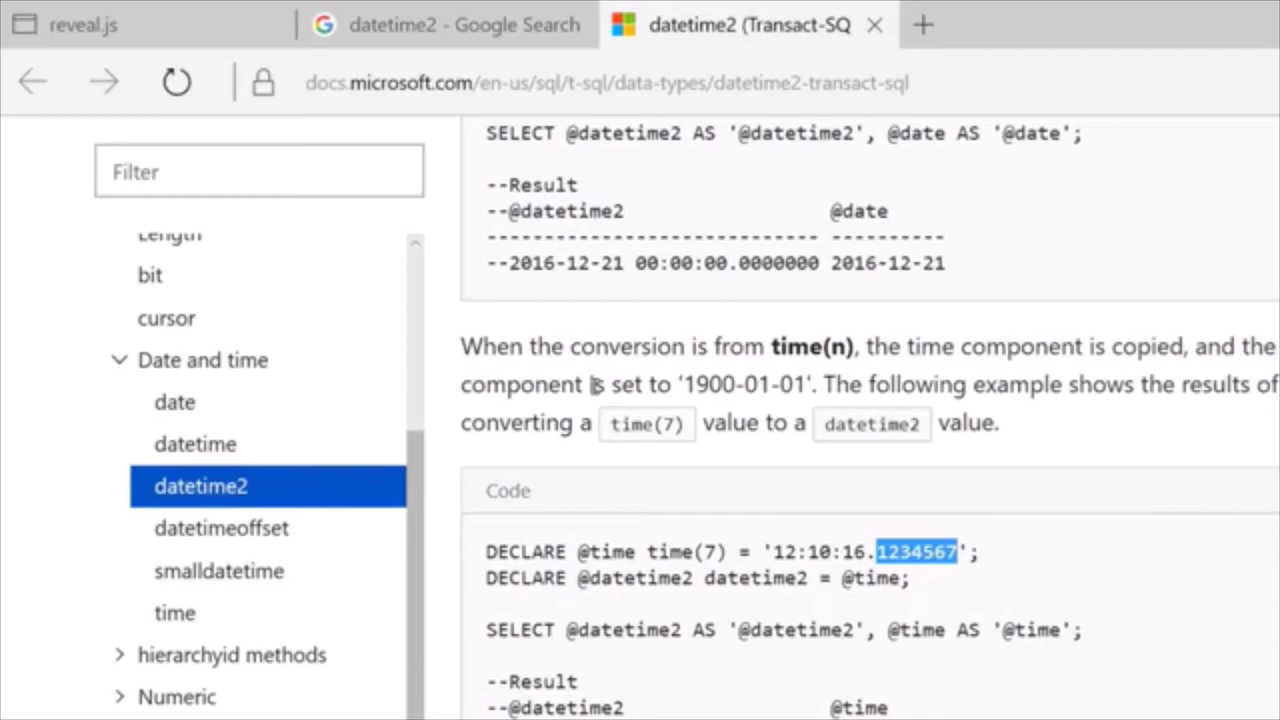 reveal.js
datetime2 - Google Search
datetime2 (Transact-SQ
docs.microsoft.com/en-us/sql/t-sql/data-types/datetime2-transact-sql
Filter
Length
bit
cursor
Date and time
date
datetime
datetime2
datetimeoffset
smalldatetime
time
hierarchyid methods
Numeric
SELECT @datetime2 AS '@datetime2', @date AS '@date';
--Result
--@datetime2 @date
----------------------------- ----------
--2016-12-21 00:00:00.0000000 2016-12-21
When the conversion is from time(n), the time component is copied, and the
component is set to '1900-01-01'. The following example shows the results of
converting a time(7) value to a datetime2 value.
Code
DECLARE @time time(7) = '12:10:16.1234567';
DECLARE @datetime2 datetime2 = @time;
SELECT @datetime2 AS '@datetime2', @time AS '@time';
--Result
--@datetime2 @time